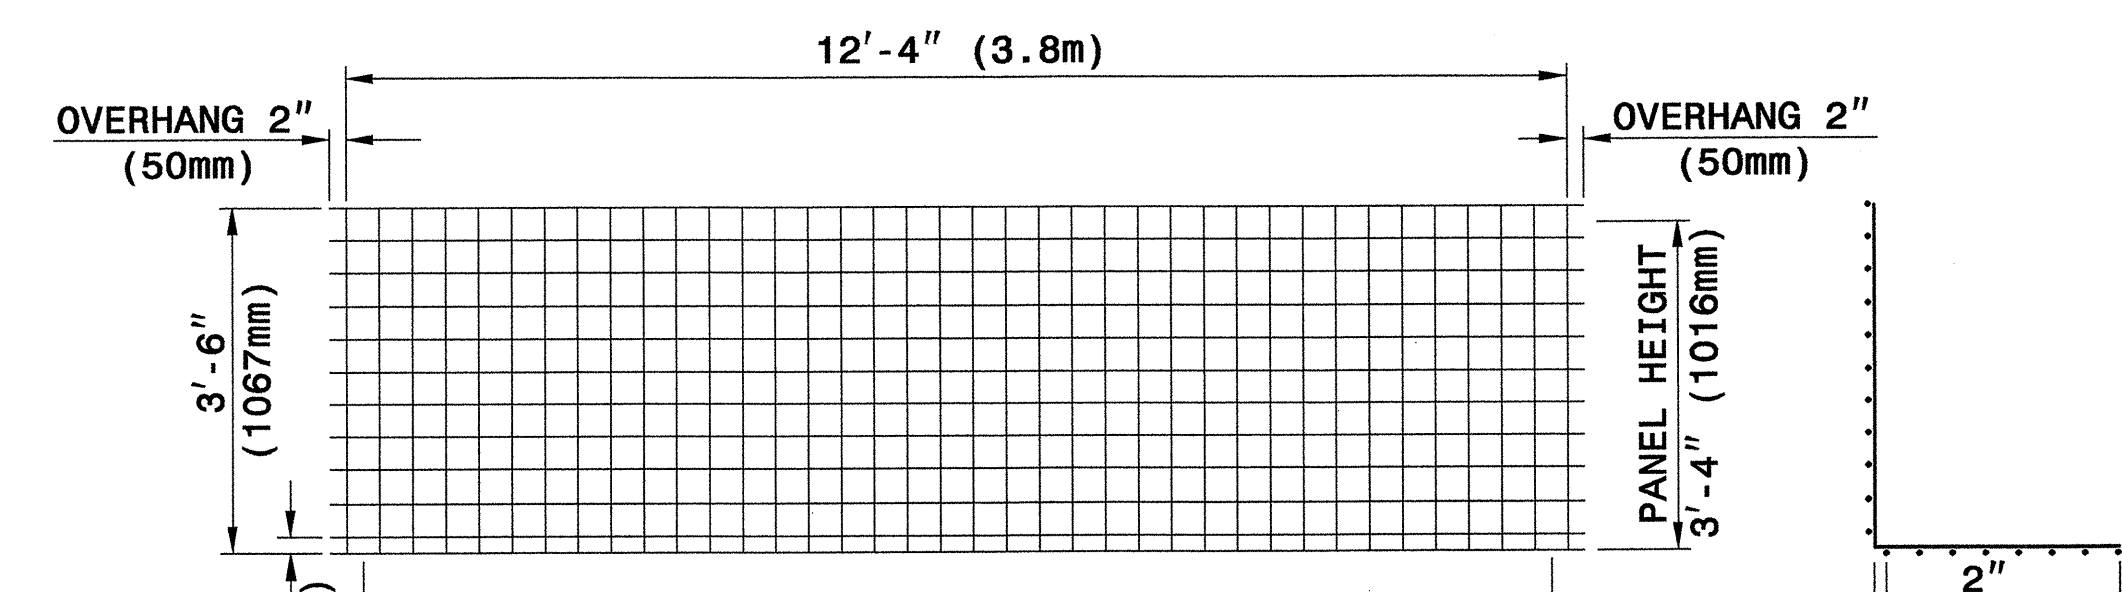 12'-4" (3.8m)
OVERHANG 2"
(50mm)
OVERHANG 2"
(50mm)
3'-6"
(1067mm)
PANEL HEIGHT
3'-4" (1016mm)
)
2"